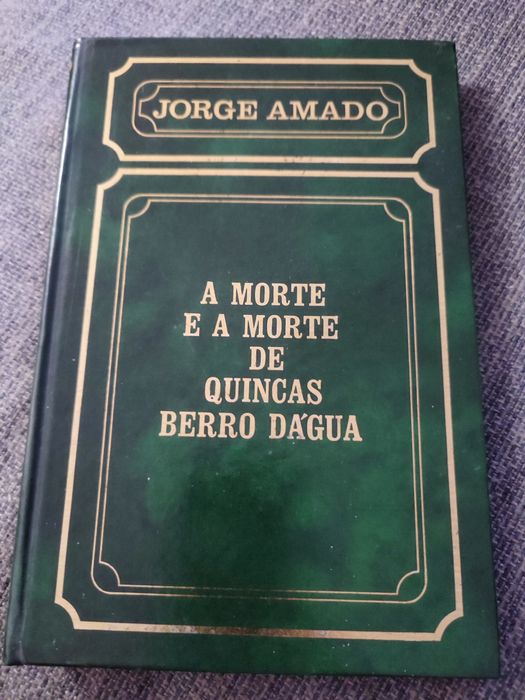 JORGE AMADO
A MORTE
E A MORTE
DE
QUINCAS
BERRO DÁGUA